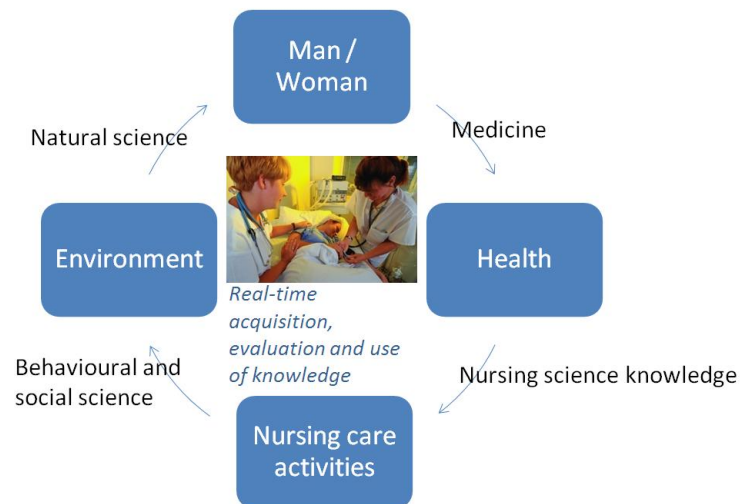 Man /
Woman
Natural science
Medicine
Environment
Health
Real-time
acquisition,
evaluation and use
of knowledge
Behavioural and
social science
Nursing science knowledge
Nursing care
activities